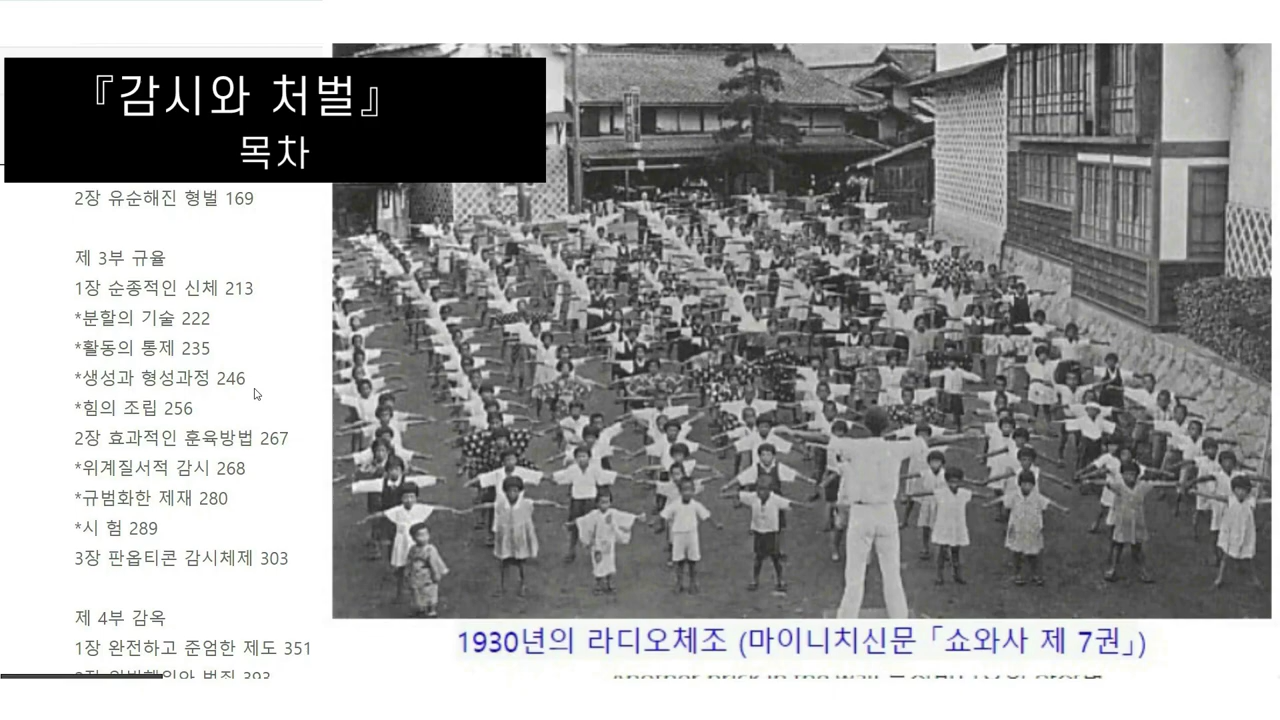 『감시와 처벌』
목차
2장 유순해진 형벌 169
제 3부 규율
1장 순종적인 신체 213
*분할의 기술 222
*활동의 통제 235
*생성과 형성과정 246
*힘의 조립 256
2장 효과적인 훈육방법 267
*위계질서적 감시 268
*규범화한 제재 280
*시 험 289
3장 판옵티콘 감시체제 303
제 4부 감옥
1장 완전하고 준엄한 제도 351
1930년의 라디오체조 (마이니치신문 「쇼와사 제 7권」)